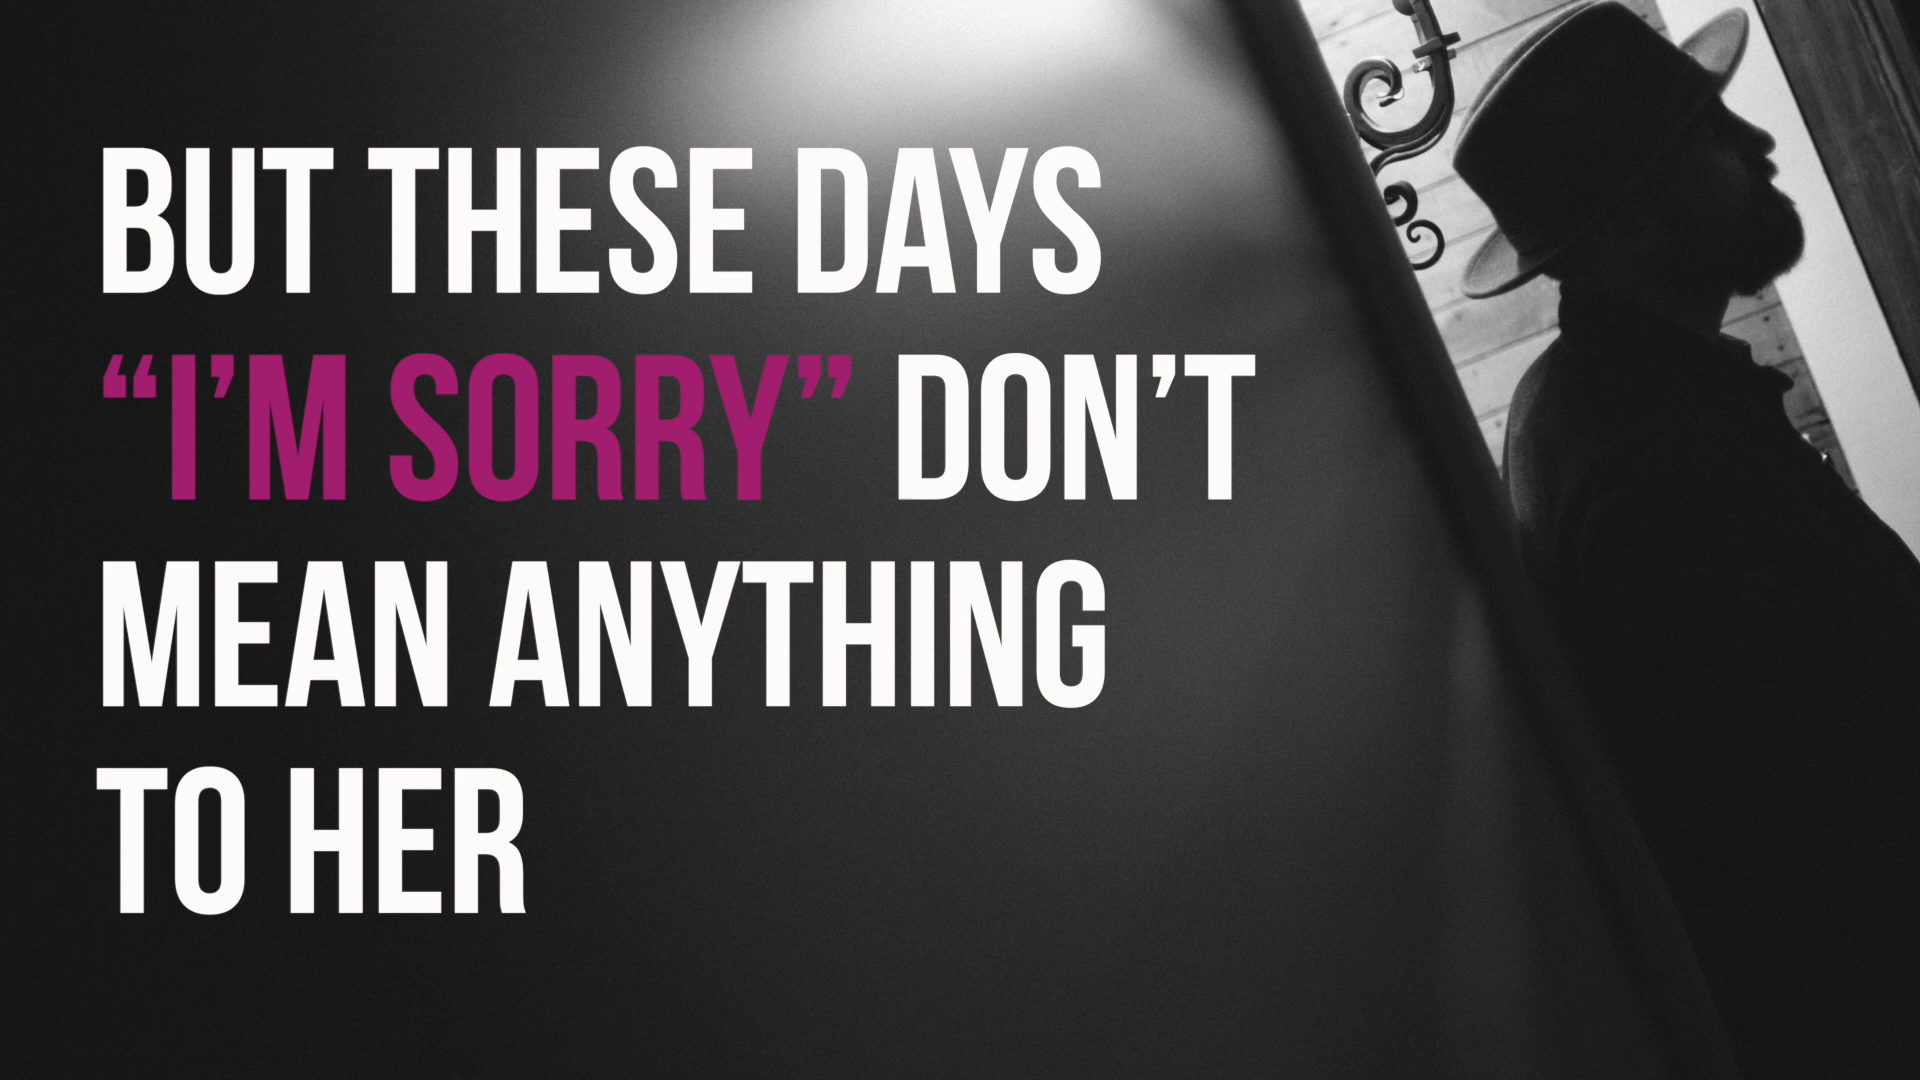 BUT THESE DAYS
“I’M SORRY” DON’T
MEAN ANYTHING
TO HER